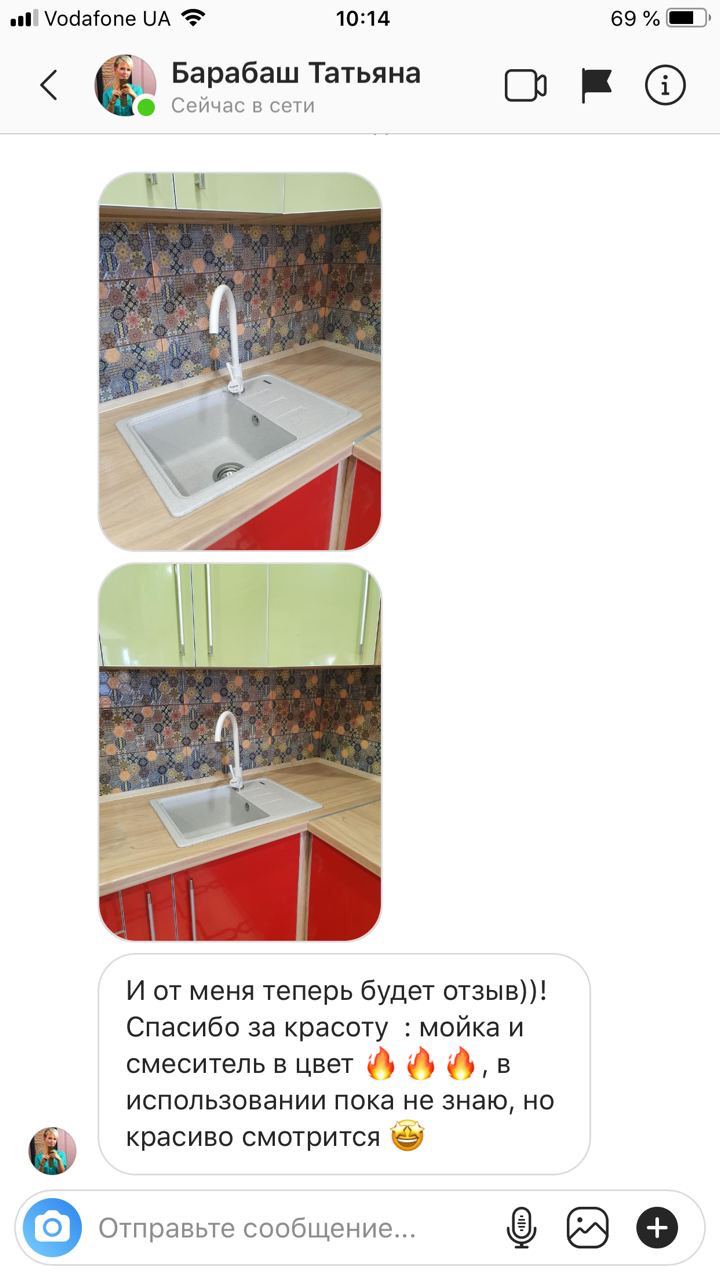 Vodafone UA 10:14 69 %
Барабаш Татьяна
Сейчас в сети
И от меня теперь будет отзыв))!
Спасибо за красоту : мойка и
смеситель в цвет 🔥 🔥 🔥 , в
использовании пока не знаю, но
красиво смотрится 🤩
Отправьте сообщение...